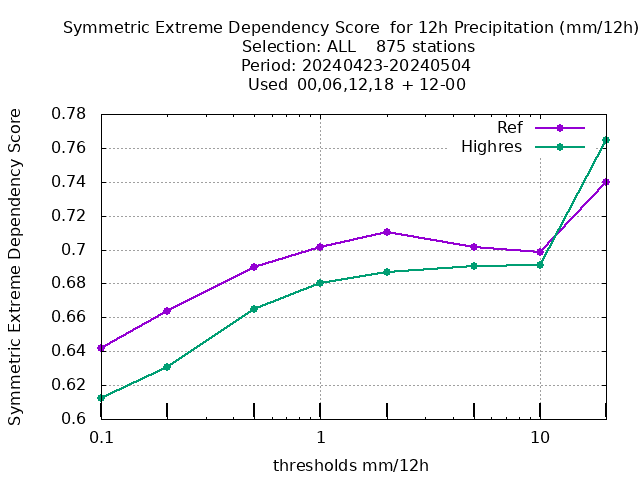 Symmetric Extreme Dependency Score  for 12h Precipitation (mm/12h)
Selection: ALL    875 stations
Period: 20240423-20240504
Used  00,06,12,18  + 12-00
Symmetric Extreme Dependency Score
0.78
0.76
0.74
0.72
0.7
0.68
0.66
0.64
0.62
0.6
Ref
Highres
0.1
1
10
thresholds mm/12h